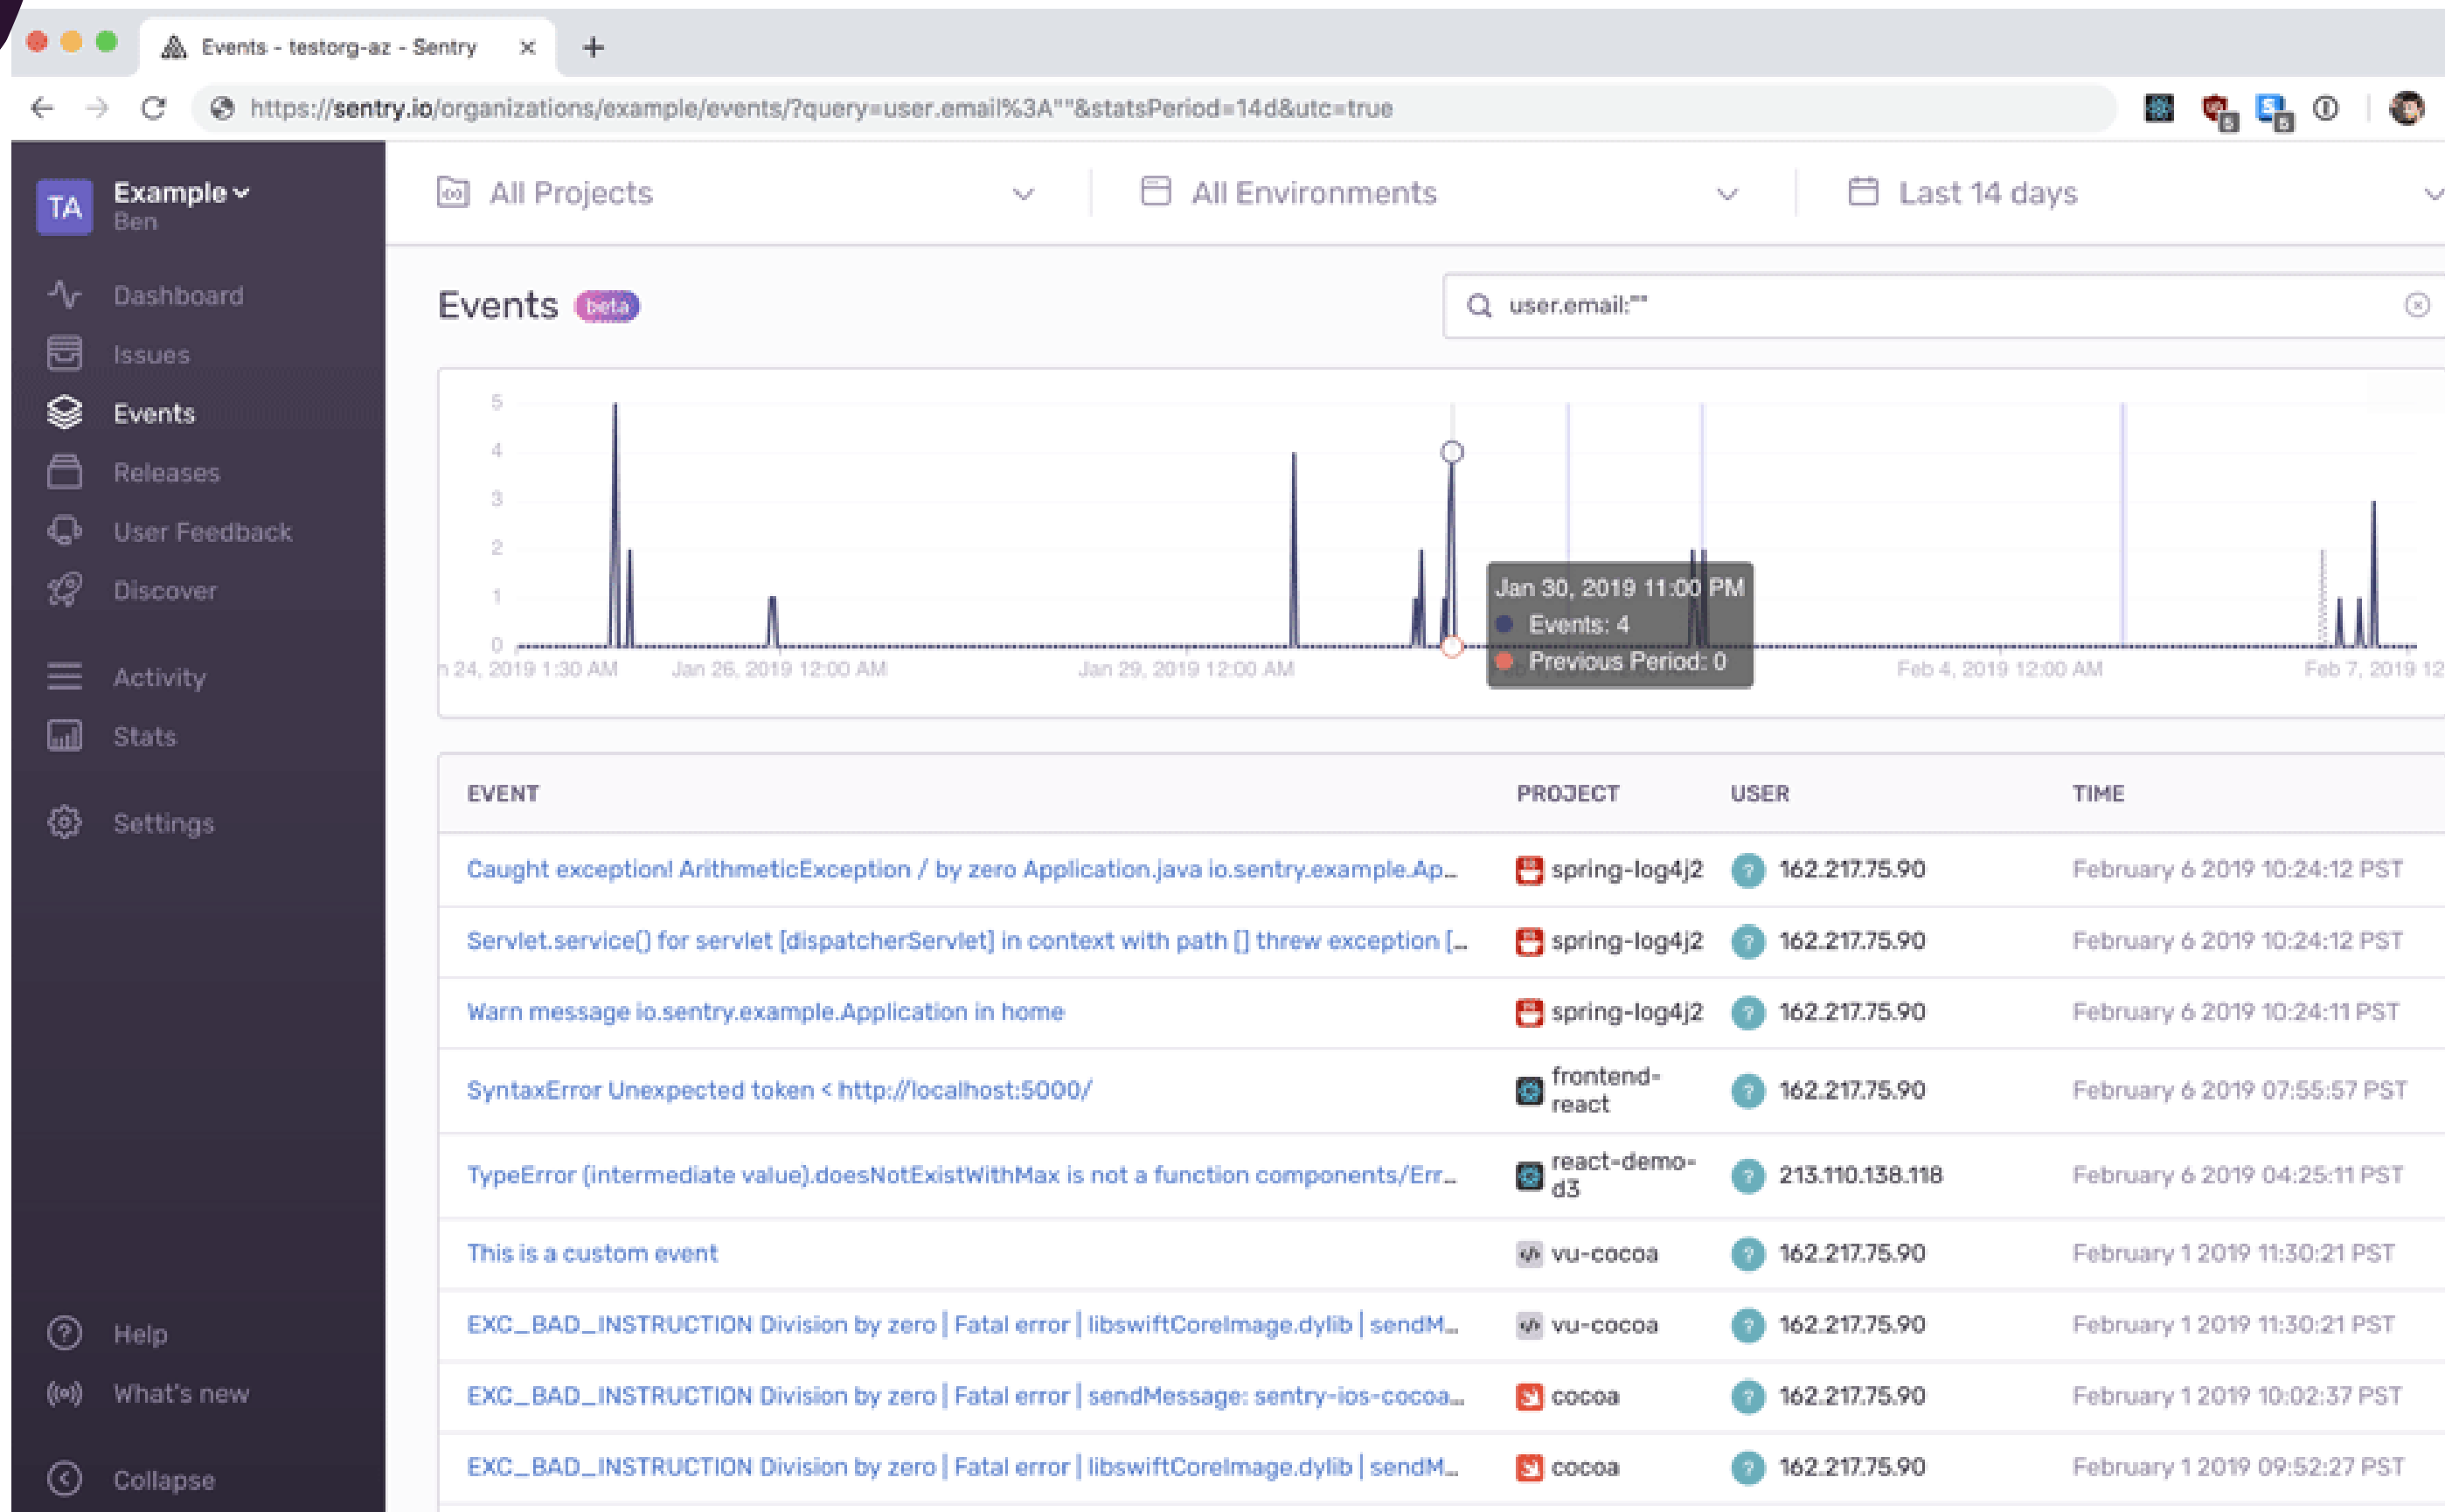 Events - testorg-az - Sentry
https://sentry.io/organizations/example/events/?query=user.email%3A""&statsPeriod=14d&utc=true
TA
Example
Ben
Dashboard
Issues
Events
Releases
User Feedback
Discover
Activity
Stats
Settings
Help
What's new
Collapse
All Projects
All Environments
Last 14 days
Events beta
user.email:""
5
4
3
2
1
0
n 24, 2019 1:30 AM Jan 26, 2019 12:00 AM Jan 29, 2019 12:00 AM Feb 4, 2019 12:00 AM Feb 7, 2019 12
Jan 30, 2019 11:00 PM
Events: 4
Previous Period: 0
EVENT PROJECT USER TIME
Caught exception! ArithmeticException / by zero Application.java io.sentry.example.Ap... spring-log4j2 ? 162.217.75.90 February 6 2019 10:24:12 PST
Servlet.service() for servlet [dispatcherServlet] in context with path [] threw exception [... spring-log4j2 ? 162.217.75.90 February 6 2019 10:24:12 PST
Warn message io.sentry.example.Application in home spring-log4j2 ? 162.217.75.90 February 6 2019 10:24:11 PST
SyntaxError Unexpected token < http://localhost:5000/ frontend-react ? 162.217.75.90 February 6 2019 07:55:57 PST
TypeError (intermediate value).doesNotExistWithMax is not a function components/Err... react-demo-d3 ? 213.110.138.118 February 6 2019 04:25:11 PST
This is a custom event vu-cocoa ? 162.217.75.90 February 1 2019 11:30:21 PST
EXC_BAD_INSTRUCTION Division by zero | Fatal error | libswiftCoreImage.dylib | sendM... vu-cocoa ? 162.217.75.90 February 1 2019 11:30:21 PST
EXC_BAD_INSTRUCTION Division by zero | Fatal error | sendMessage: sentry-ios-cocoa... cocoa ? 162.217.75.90 February 1 2019 10:02:37 PST
EXC_BAD_INSTRUCTION Division by zero | Fatal error | libswiftCoreImage.dylib | sendM... cocoa ? 162.217.75.90 February 1 2019 09:52:27 PST